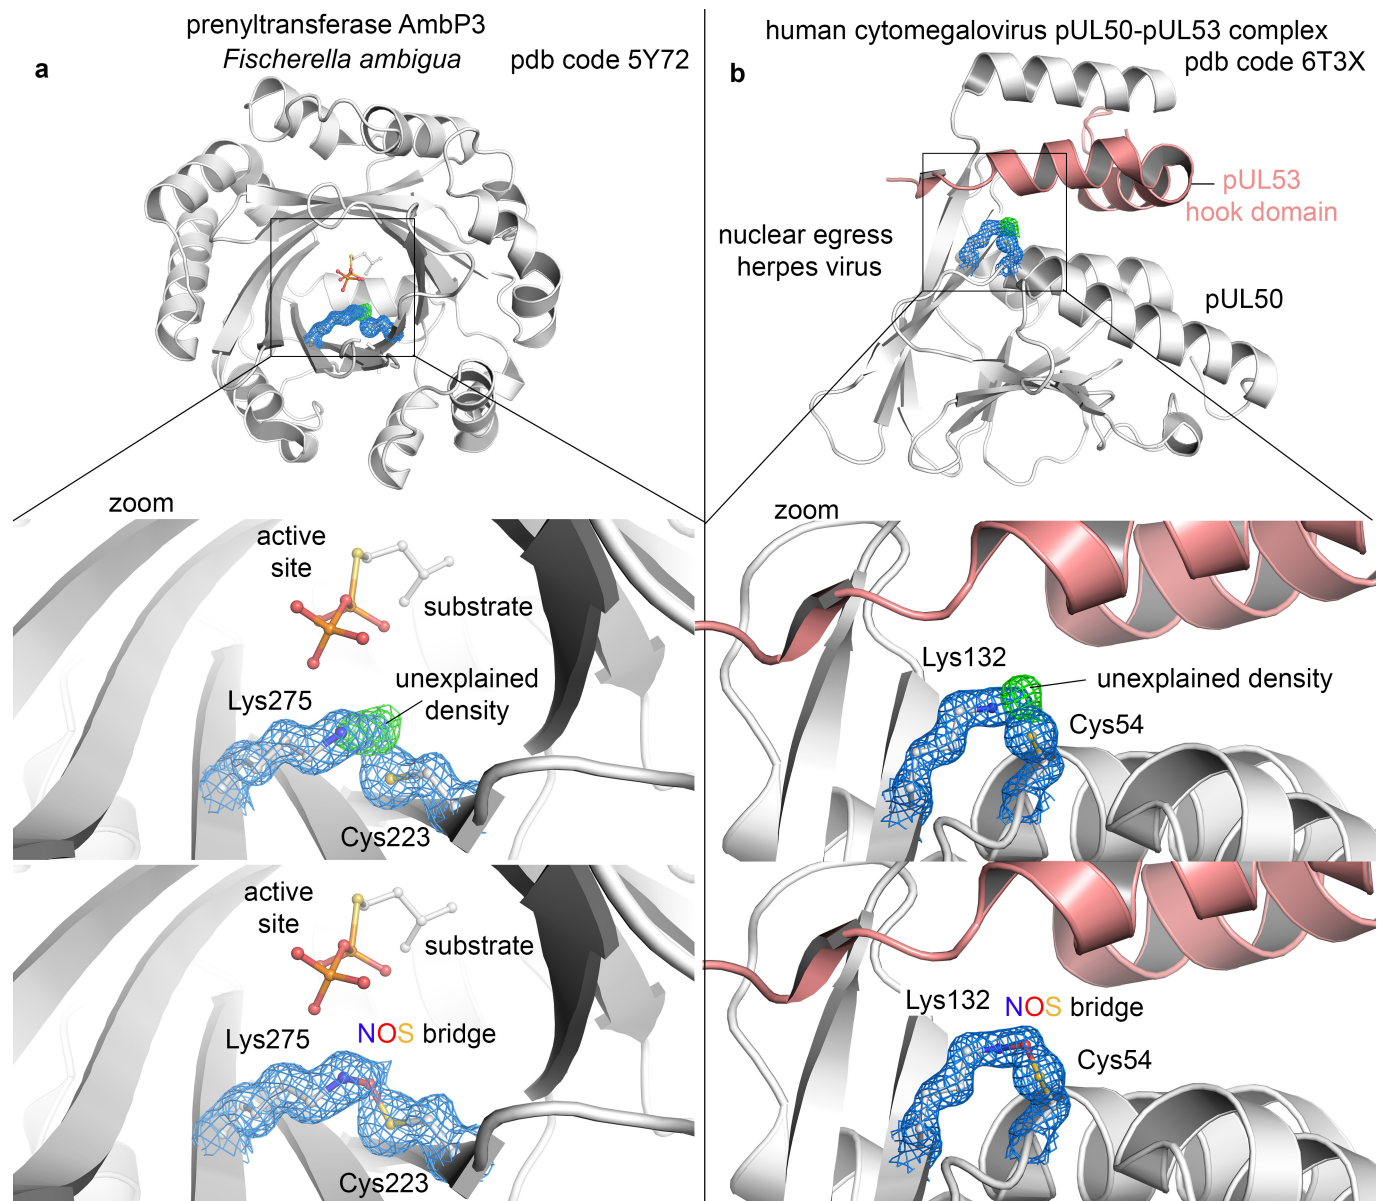 prenyltransferase AmbP3
Fischerella ambigua
pdb code 5Y72
a
zoom
active
site
substrate
Lys275
unexplained
density
Cys223
active
site
substrate
Lys275
NOS bridge
Cys223
human cytomegalovirus pUL50-pUL53 complex
pdb code 6T3X
b
pUL53
hook domain
nuclear egress
herpes virus
pUL50
zoom
Lys132
unexplained density
Cys54
Lys132
NOS bridge
Cys54